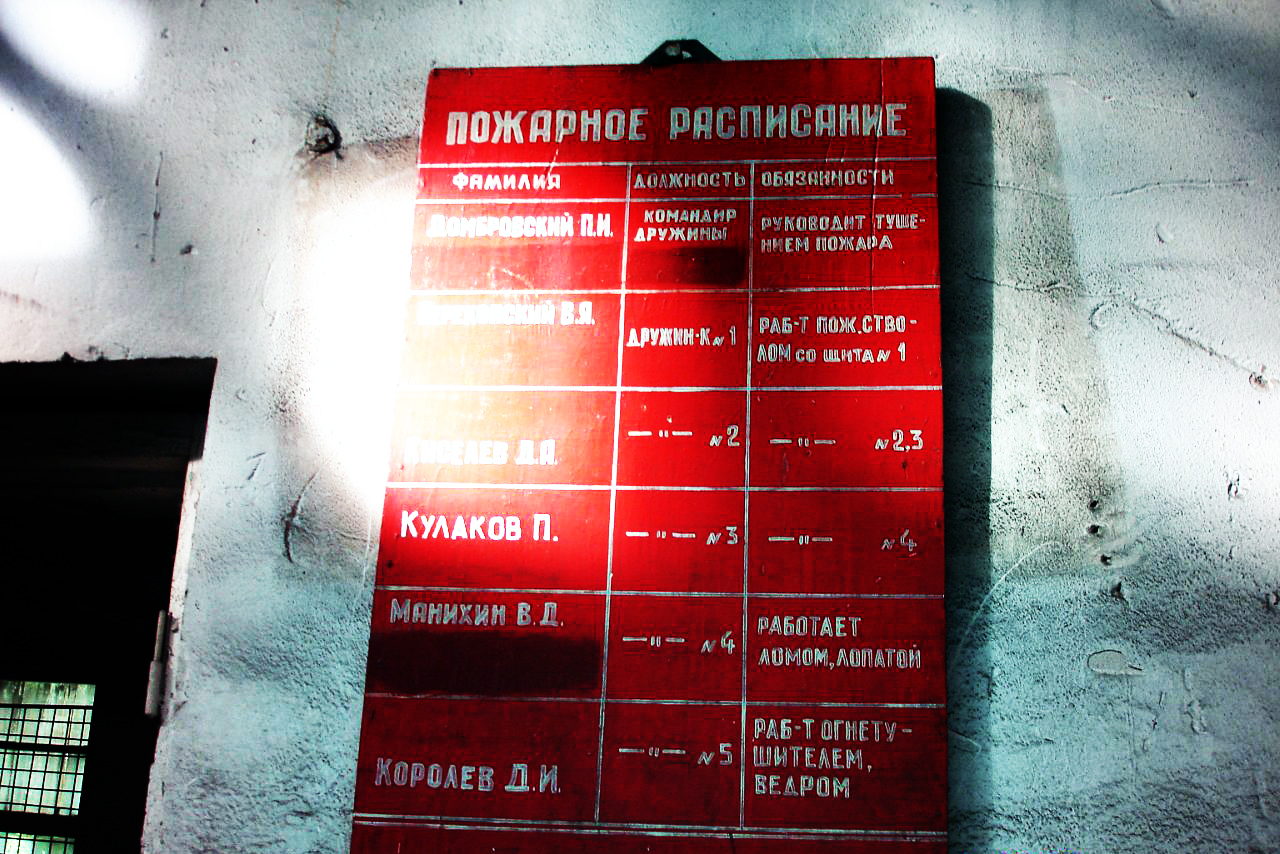 ПОЖАРНОЕ РАСПИСАНИЕ
ФАМИЛИЯ ДОЛЖНОСТЬ ОБЯЗАННОСТИ
ДОМБРОВСКИЙ П.И. КОМАНДИР ДРУЖИНЫ РУКОВОДИТ ТУШЕ-
НИЕМ ПОЖАРА
В.Я. ДРУЖИН-К №1 РАБ-Т ПОЖ.СТВО-
ЛОМ СО ЩИТА №1
КИСЕЛЕВ Д.Я. —"— №2 —"— №2,3
КУЛАКОВ П. —"— №3 —"— №4
МАНИХИН В.Д. —"— №4 РАБОТАЕТ
ЛОМОМ,ЛОПАТОЙ
КОРОЛЕВ Д.И. —"— №5 РАБ-Т ОГНЕТУ-
ШИТЕЛЕМ,
ВЕДРОМ